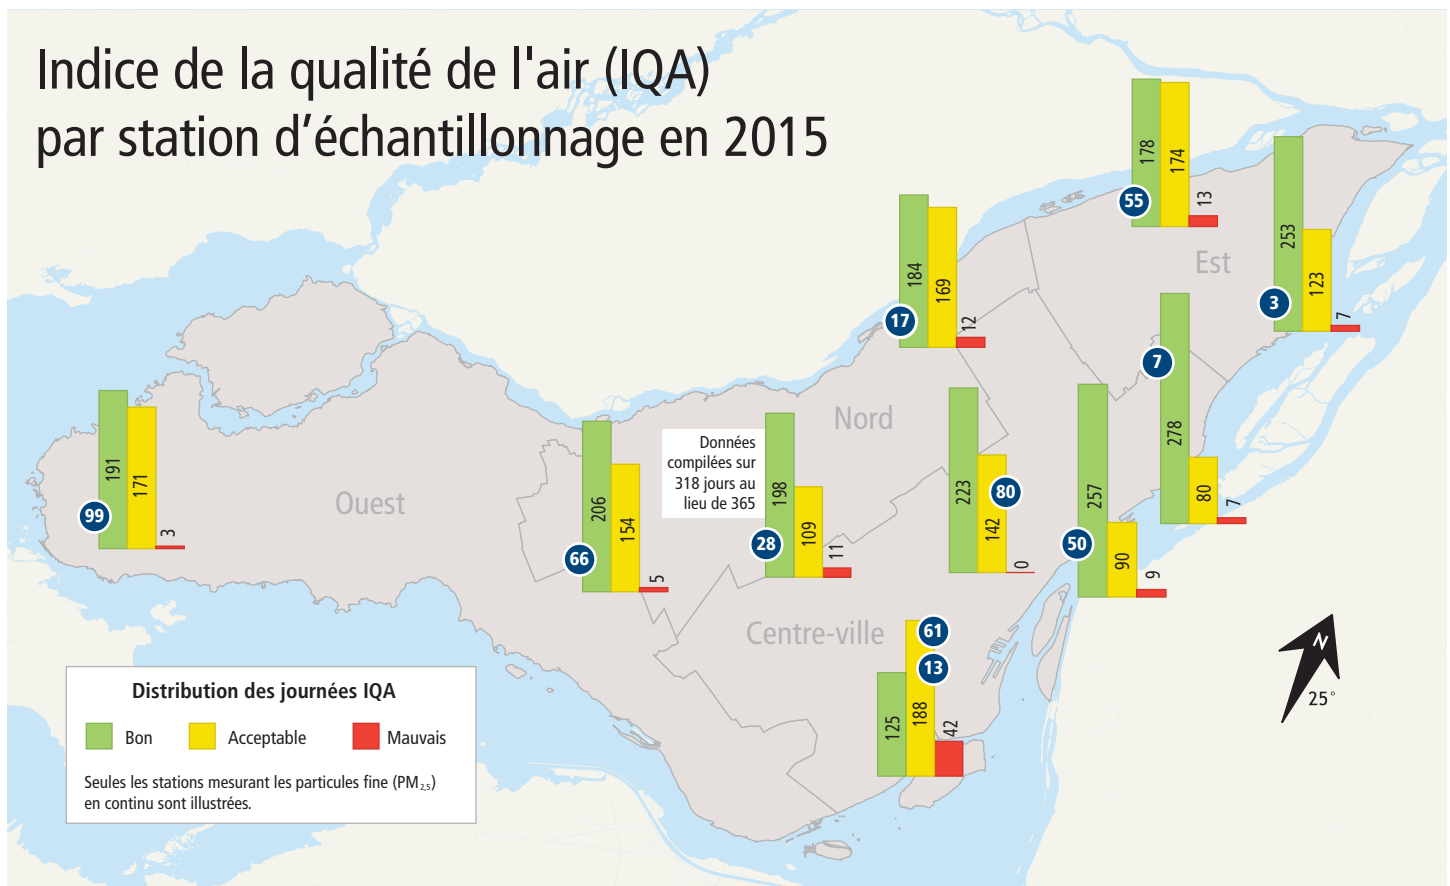 Indice de la qualité de l'air (IQA)
par station d’échantillonnage en 2015
178
174
13
55
253
123
7
3
Est
184
169
12
17
278
80
7
7
191
171
3
99
Ouest
206
154
5
66
Données
compilées sur
318 jours au
lieu de 365
198
109
11
28
Nord
223
142
0
80
257
90
9
50
Centre-ville
61
13
125
188
42
N
25°
Distribution des journées IQA
Bon
Acceptable
Mauvais
Seules les stations mesurant les particules fine (PM2,5)
en continu sont illustrées.